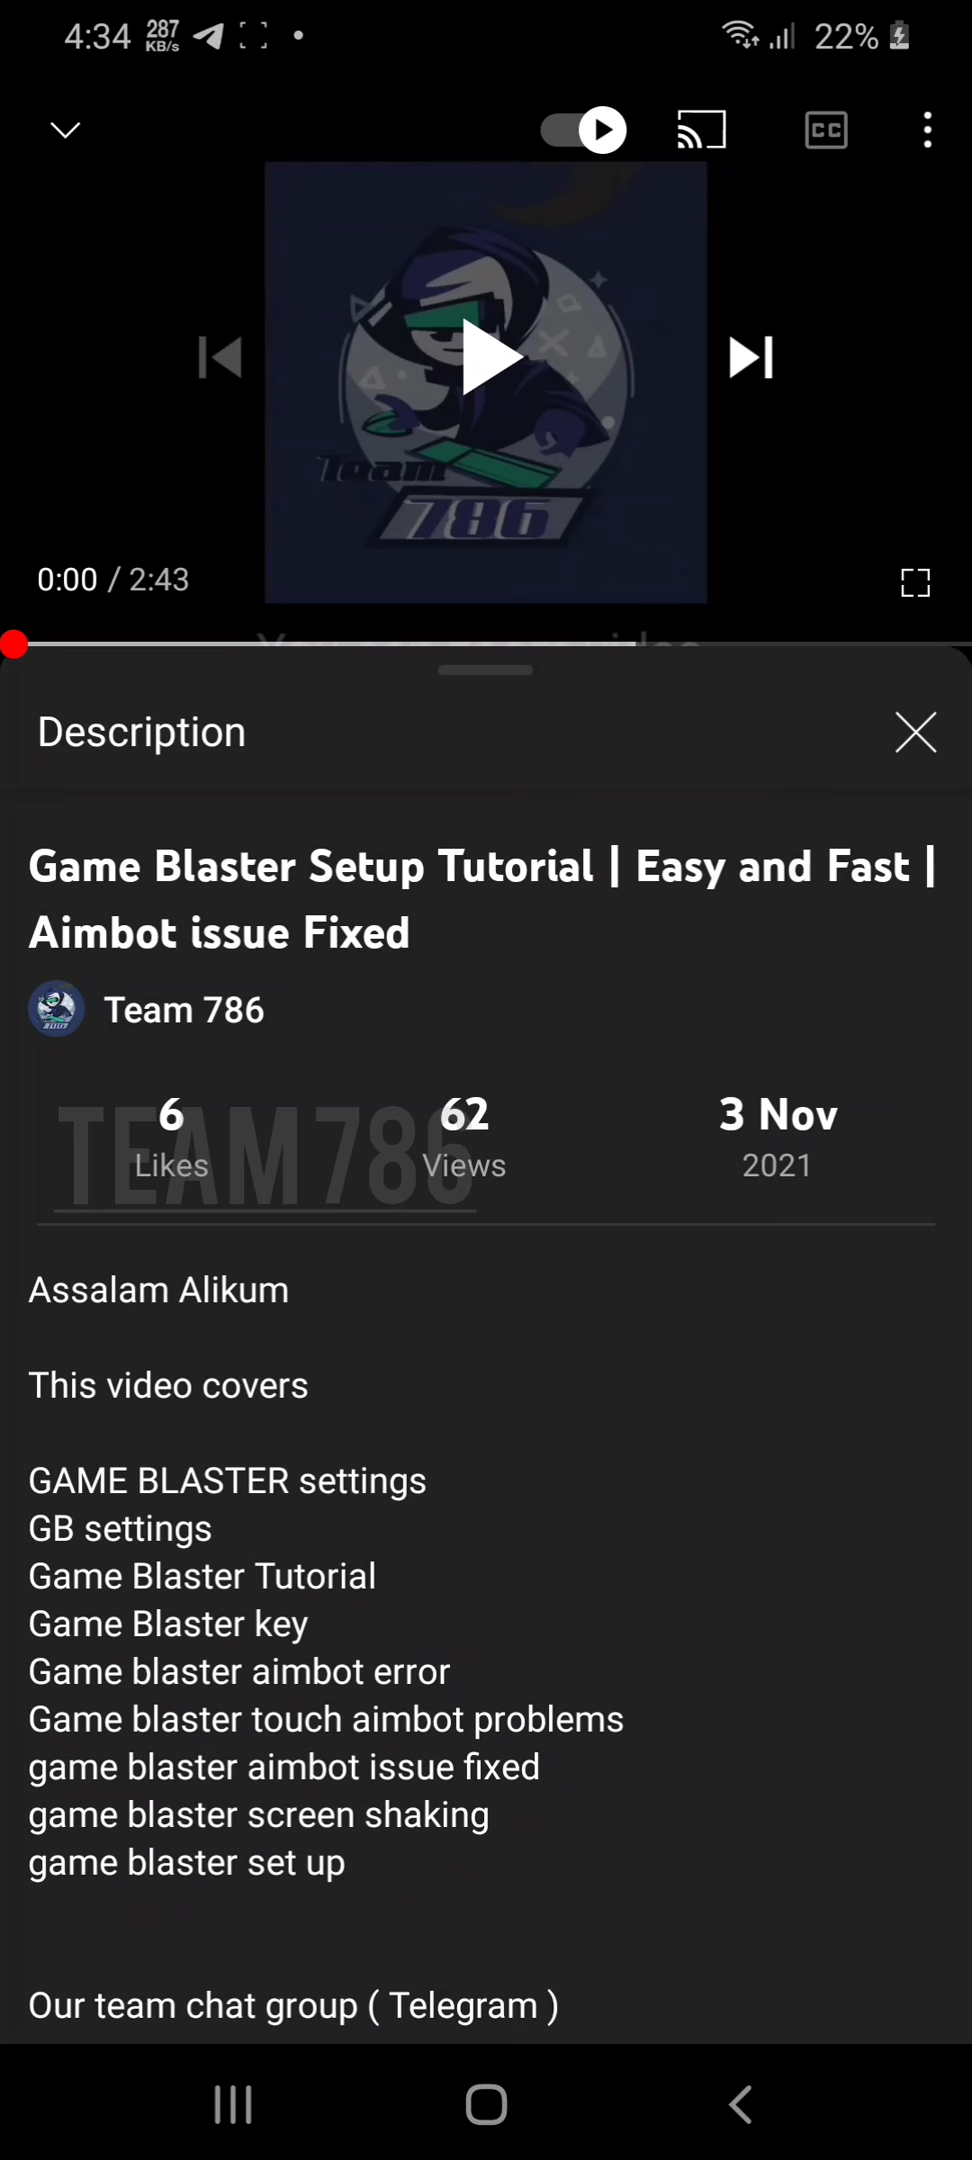 4:34 287 KB/s 22%
CC
Team
786
0:00 / 2:43
Description
Game Blaster Setup Tutorial | Easy and Fast |
Aimbot issue Fixed
Team 786
TEAM 786
6 62 3 Nov
Likes Views 2021
Assalam Alikum
This video covers
GAME BLASTER settings
GB settings
Game Blaster Tutorial
Game Blaster key
Game blaster aimbot error
Game blaster touch aimbot problems
game blaster aimbot issue fixed
game blaster screen shaking
game blaster set up
Our team chat group ( Telegram )